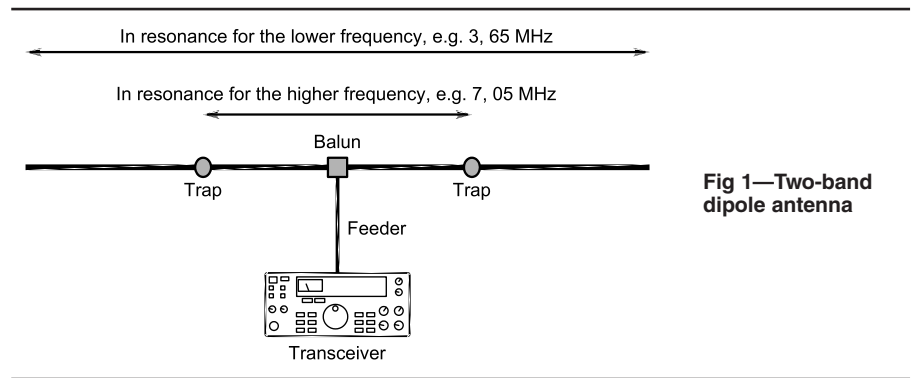 In resonance for the lower frequency, e.g. 3, 65 MHz
In resonance for the higher frequency, e.g. 7, 05 MHz
Balun
Trap
Trap
Feeder
Transceiver
Fig 1—Two-band
dipole antenna